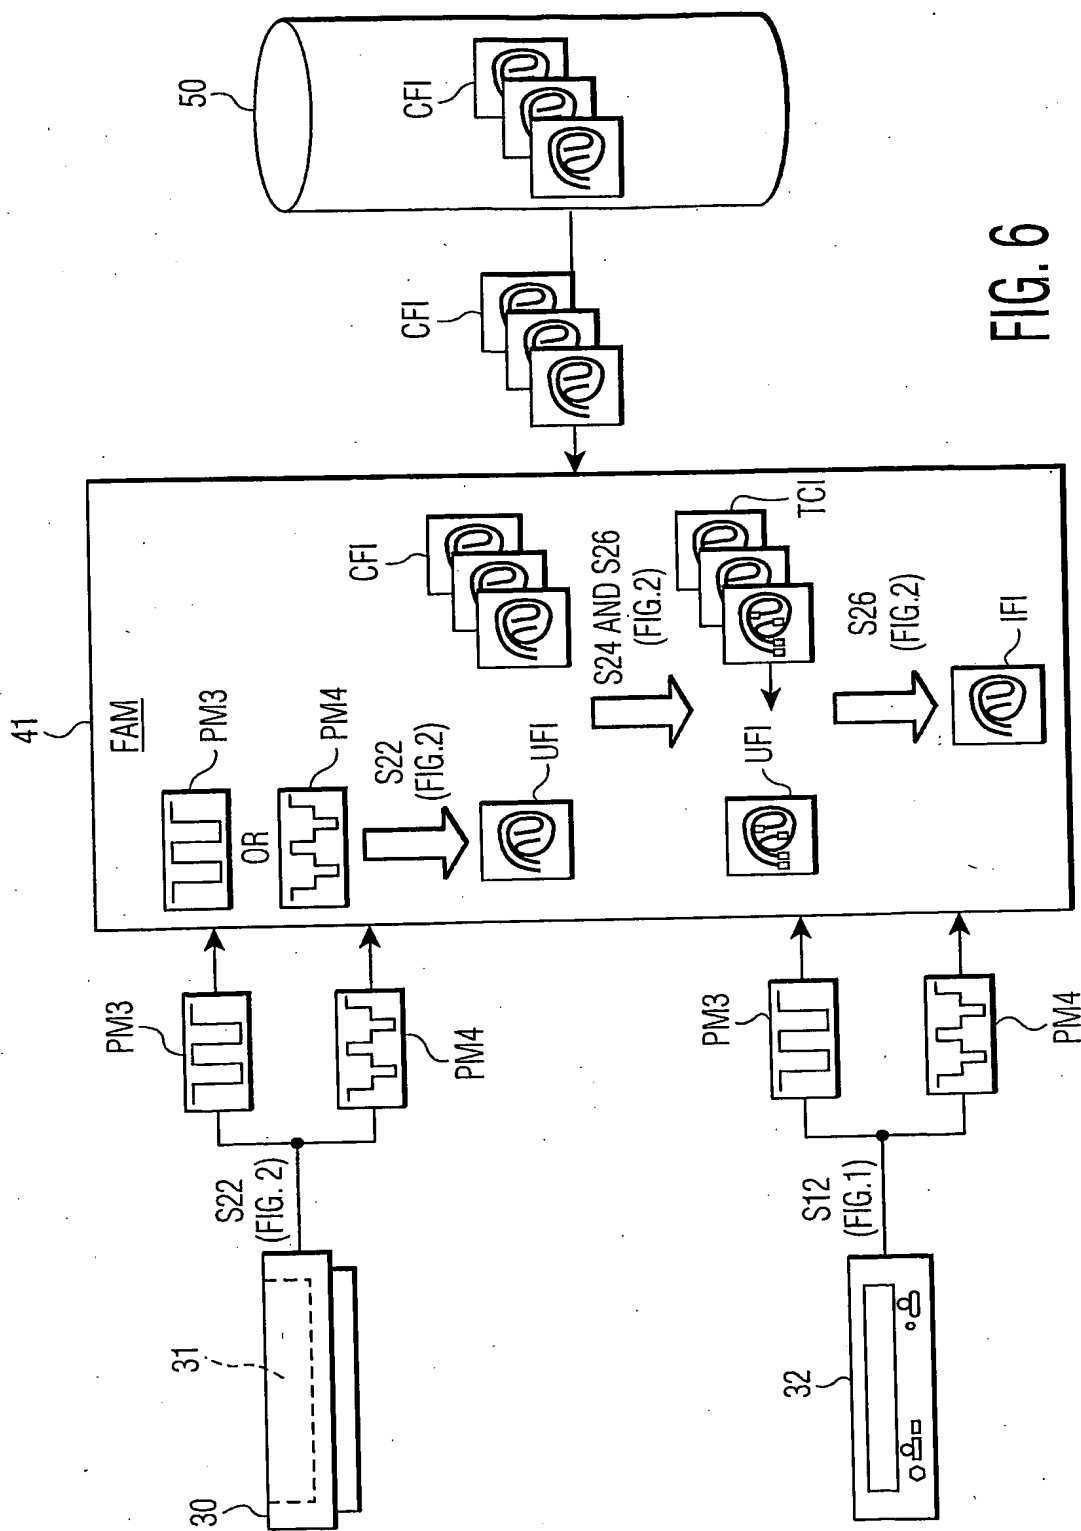 50
CFI
CFI
FIG. 6
41
FAM
PM3
OR
PM4
S22
(FIG.2)
UFI
CFI
S24 AND S26
(FIG.2)
TCI
UFI
S26
(FIG.2)
IFI
PM3
PM4
PM3
PM4
S22
(FIG. 2)
S12
(FIG.1)
31
30
32